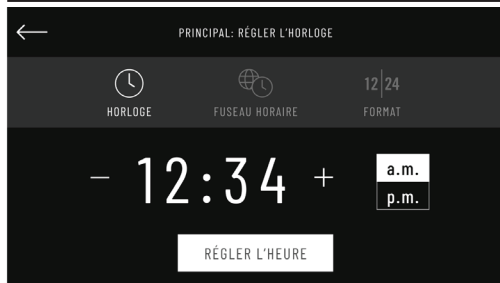 PRINCIPAL: RÉGLER L'HORLOGE
12|24
HORLOGE FUSEAU HORAIRE FORMAT
− 12:34 + a.m.
p.m.
RÉGLER L'HEURE